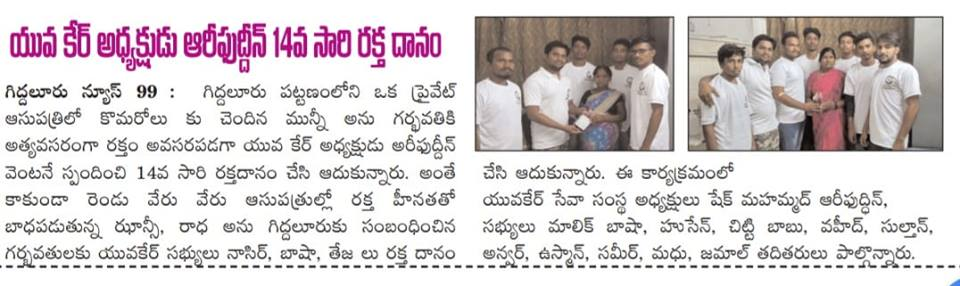 యువ కేర్ అధ్యక్షుడు ఆరీఫుద్దీన్ 14వ సారి రక్త దానం
గిద్దలూరు న్యూస్ 99 : గిద్దలూరు పట్టణంలోని ఒక ప్రైవేట్
ఆసుపత్రిలో కొమరోలు కు చెందిన మున్నీ అను గర్భవతికి
అత్యవసరంగా రక్తం అవసరపడగా యువ కేర్ అధ్యక్షుడు అరీఫుద్దీన్
వెంటనే స్పందించి 14వ సారి రక్తదానం చేసి ఆదుకున్నారు. అంతే
కాకుండా రెండు వేరు వేరు ఆసుపత్రుల్లో రక్త హీనతతో
బాధపడుతున్న ఝాన్సీ, రాధ అను గిద్దలూరుకు సంబంధించిన
గర్భవతులకు యువకేర్ సభ్యులు నాసిర్, బాషా, తేజ లు రక్త దానం
చేసి ఆదుకున్నారు. ఈ కార్యక్రమంలో
యువకేర్ సేవా సంస్థ అధ్యక్షులు షేక్ మహమ్మద్ ఆరీఫుద్ధిన్,
సభ్యులు మాలిక్ బాషా, హుసేన్, చిట్టి బాబు, వహీద్, సుల్తాన్,
అన్వర్, ఉస్మాన్, సమీర్, మధు, జమాల్ తదితరులు పాల్గొన్నారు.